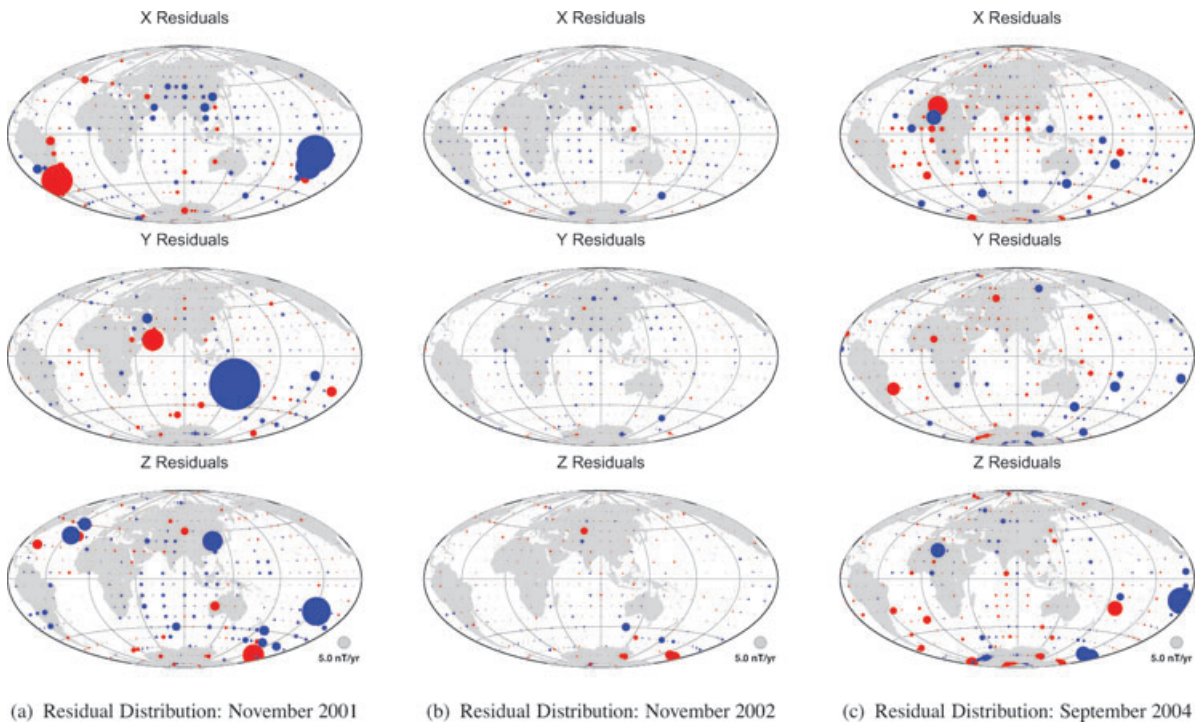 X Residuals
X Residuals
X Residuals
Y Residuals
Y Residuals
Y Residuals
Z Residuals
Z Residuals
Z Residuals
5.0 nT/yr
5.0 nT/yr
5.0 nT/yr
(a) Residual Distribution: November 2001
(b) Residual Distribution: November 2002
(c) Residual Distribution: September 2004